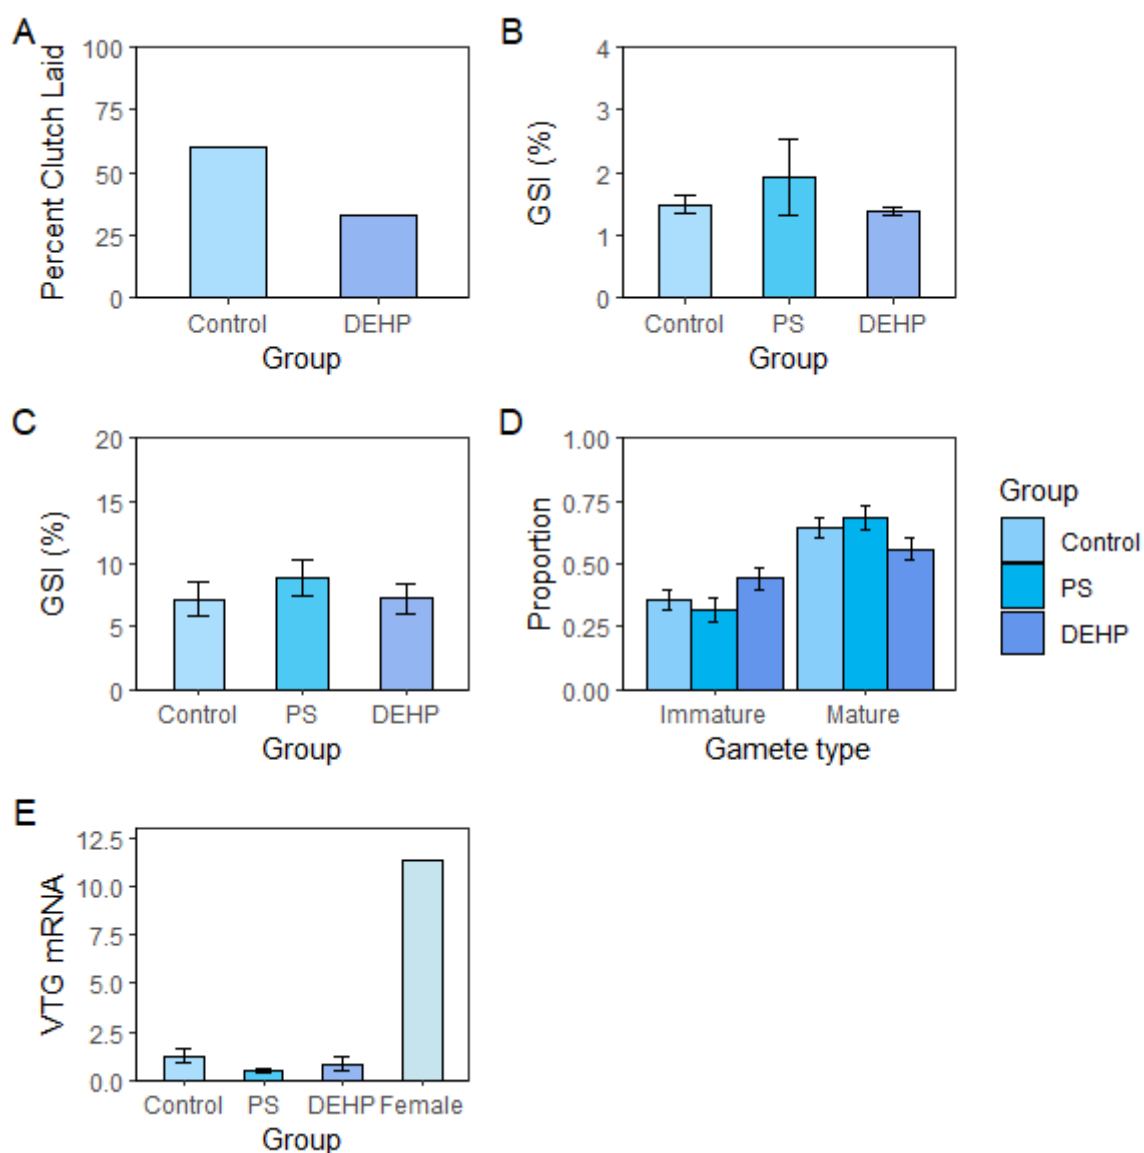 A
Percent Clutch Laid
100
75
50
25
0
Control DEHP
Group
B
GSI (%)
4
3
2
1
0
Control PS DEHP
Group
C
GSI (%)
20
15
10
5
0
Control PS DEHP
Group
D
Proportion
1.00
0.75
0.50
0.25
0.00
Immature Mature
Gamete type
Group
Control
PS
DEHP
E
VTG mRNA
12.5
10.0
7.5
5.0
2.5
0.0
Control PS DEHP Female
Group